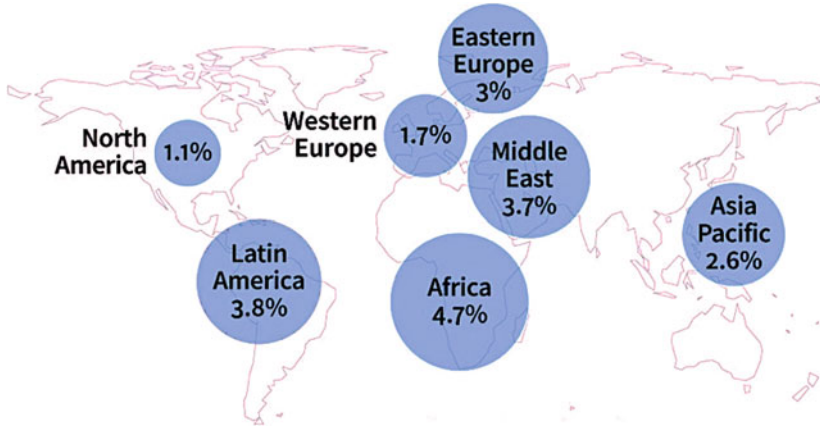 Eastern
Europe
3%
North
America
1.1%
Western
Europe
1.7%
Middle
East
3.7%
Asia
Pacific
2.6%
Latin
America
3.8%
Africa
4.7%